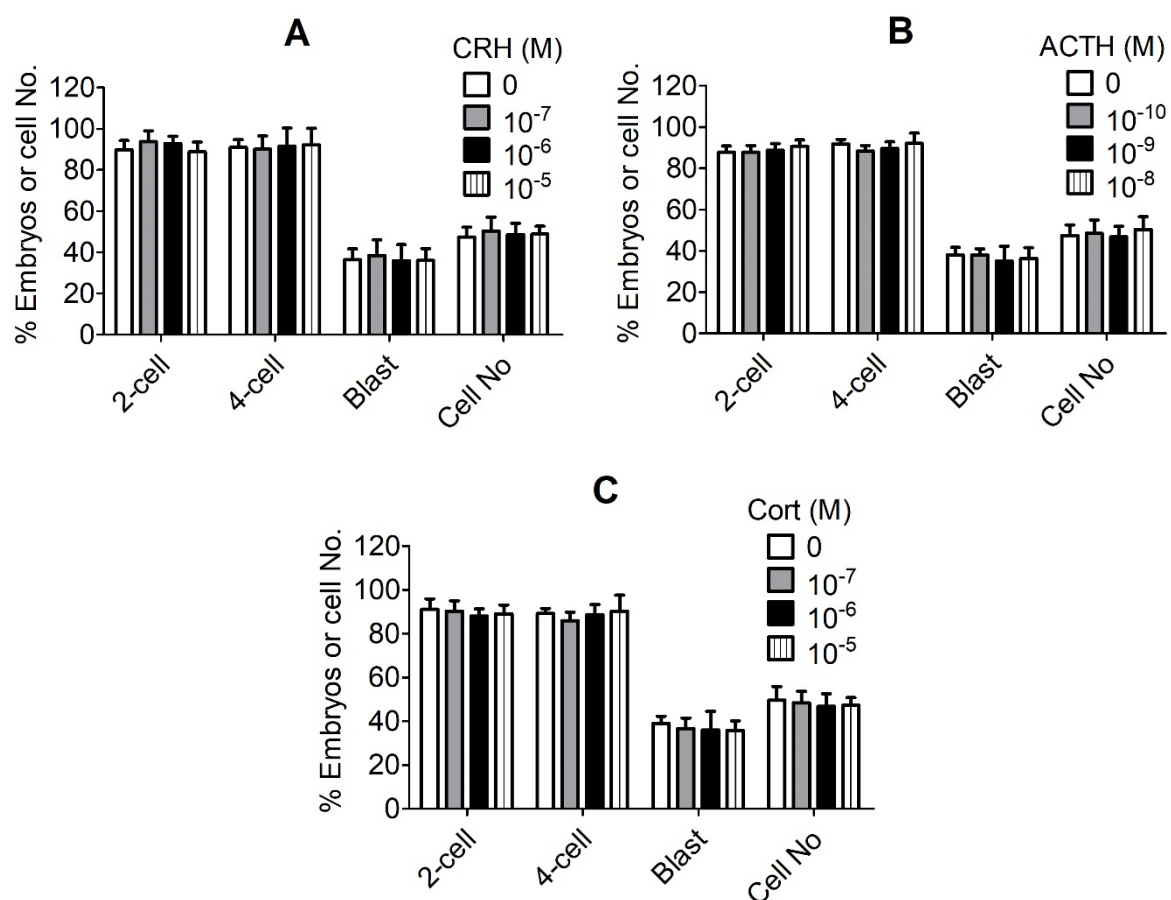 A
CRH (M)
0
10⁻⁷
10⁻⁶
10⁻⁵
% Embryos or cell No.
120
100
80
60
40
20
0
2-cell
4-cell
Blast
Cell No
B
ACTH (M)
0
10⁻¹⁰
10⁻⁹
10⁻⁸
% Embryos or cell No.
120
100
80
60
40
20
0
2-cell
4-cell
Blast
Cell No
C
Cort (M)
0
10⁻⁷
10⁻⁶
10⁻⁵
% Embryos or cell No.
120
100
80
60
40
20
0
2-cell
4-cell
Blast
Cell No